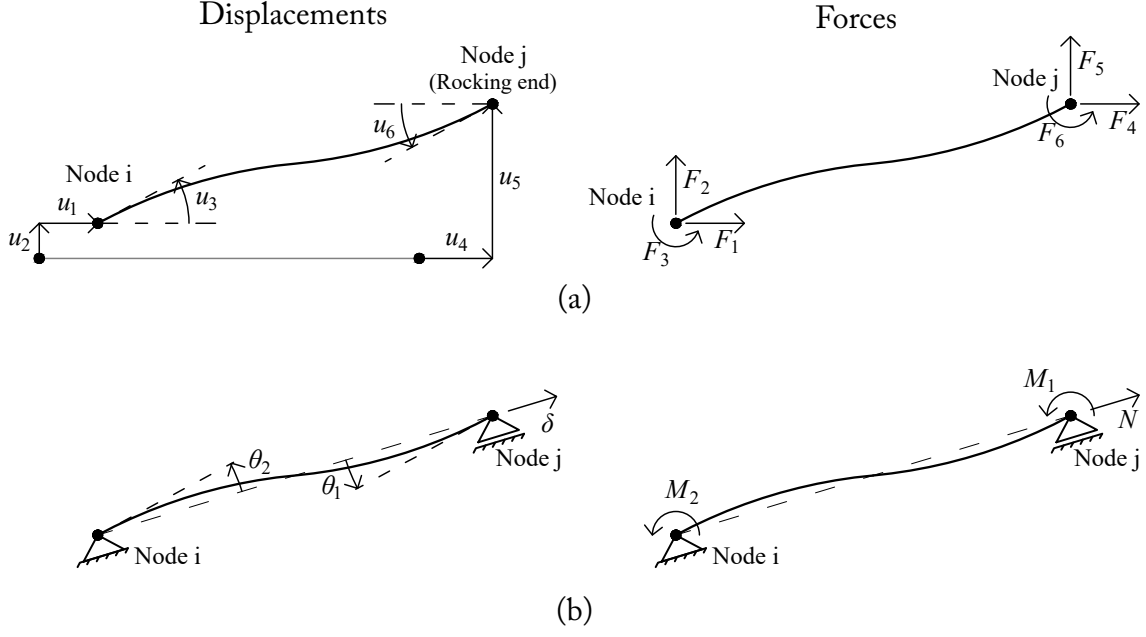 Displacements
Forces
Node j
(Rocking end)
u6
Node i
u1
u3
u2
u5
u4
Node j
F5
F4
F6
Node i
F2
F1
F3
(a)
δ
Node j
θ2
θ1
Node i
M1
N
Node j
M2
Node i
(b)